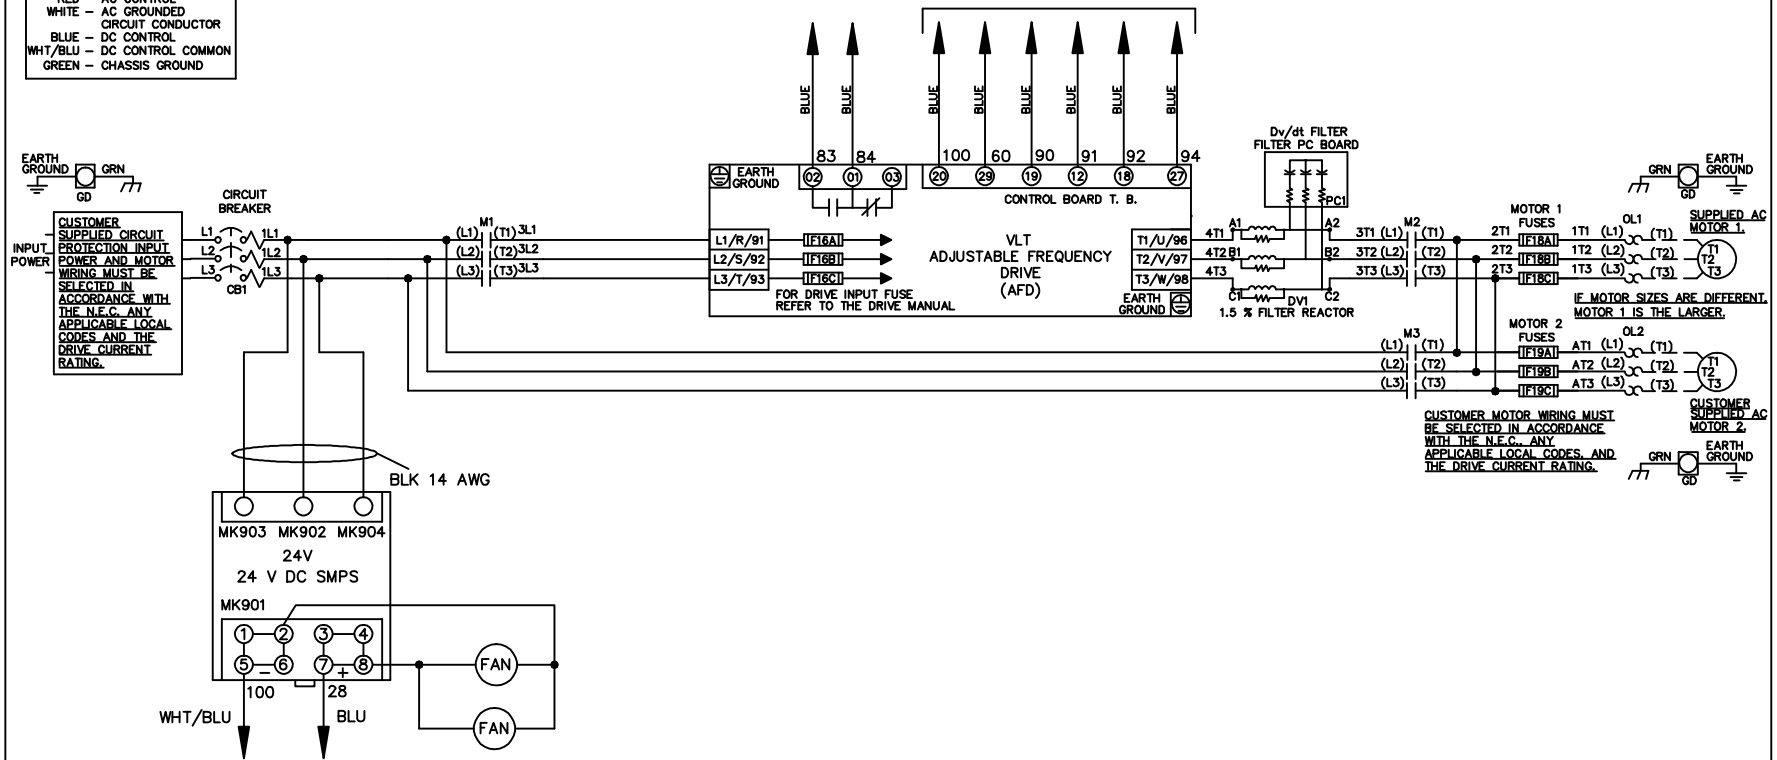 WHITE – AC GROUNDED
CIRCUIT CONDUCTOR
BLUE – DC CONTROL
WHT/BLU – DC CONTROL COMMON
GREEN – CHASSIS GROUND
EARTH
GROUND
GRN
GD
CIRCUIT
BREAKER
INPUT
POWER
CUSTOMER
SUPPLIED CIRCUIT
PROTECTION INPUT
POWER AND MOTOR
WIRING MUST BE
SELECTED IN
ACCORDANCE WITH
THE N.E.C. ANY
APPLICABLE LOCAL
CODES AND THE
DRIVE CURRENT
RATING.
L1 1L1
L2 1L2
L3 1L3
CB1
M1
(L1) (T1) 3L1
(L2) (T2) 3L2
(L3) (T3) 3L3
BLUE BLUE BLUE BLUE BLUE BLUE BLUE BLUE
83 84 100 60 90 91 92 94
EARTH
GROUND
02 01 03 20 29 19 12 18 27
CONTROL BOARD T. B.
L1/R/91 F16A
L2/S/92 F16B
L3/T/93 F16C
FOR DRIVE INPUT FUSE
REFER TO THE DRIVE MANUAL
VLT
ADJUSTABLE FREQUENCY
DRIVE
(AFD)
T1/U/96 4T1
T2/V/97 4T2
T3/W/98 4T3
EARTH
GROUND
Dv/dt FILTER
FILTER PC BOARD
PC1
A1 A2
B1 B2
C1 C2
DV1
1.5 % FILTER REACTOR
M2
3T1 (L1) (T1)
3T2 (L2) (T2)
3T3 (L3) (T3)
MOTOR 1
FUSES
OL1
2T1 F18A 1T1 (L1) (T1)
2T2 F18B 1T2 (L2) (T2)
2T3 F18C 1T3 (L3) (T3)
T1
T2
T3
GRN
GD
EARTH
GROUND
SUPPLIED AC
MOTOR 1.
IF MOTOR SIZES ARE DIFFERENT,
MOTOR 1 IS THE LARGER.
M3
(L1) (T1)
(L2) (T2)
(L3) (T3)
MOTOR 2
FUSES
OL2
F19A AT1 (L1) (T1)
F19B AT2 (L2) (T2)
F19C AT3 (L3) (T3)
T1
T2
T3
CUSTOMER
SUPPLIED AC
MOTOR 2.
CUSTOMER MOTOR WIRING MUST
BE SELECTED IN ACCORDANCE
WITH THE N.E.C., ANY
APPLICABLE LOCAL CODES, AND
THE DRIVE CURRENT RATING.
GRN
GD
EARTH
GROUND
BLK 14 AWG
MK903 MK902 MK904
24V
24 V DC SMPS
MK901
1 2 3 4
5 6 7 8
– +
100 28
WHT/BLU BLU
FAN
FAN